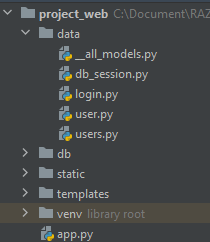 project_web C:\Document\RAZ
data
__all_models.py
db_session.py
login.py
user.py
users.py
db
static
templates
venv library root
app.py